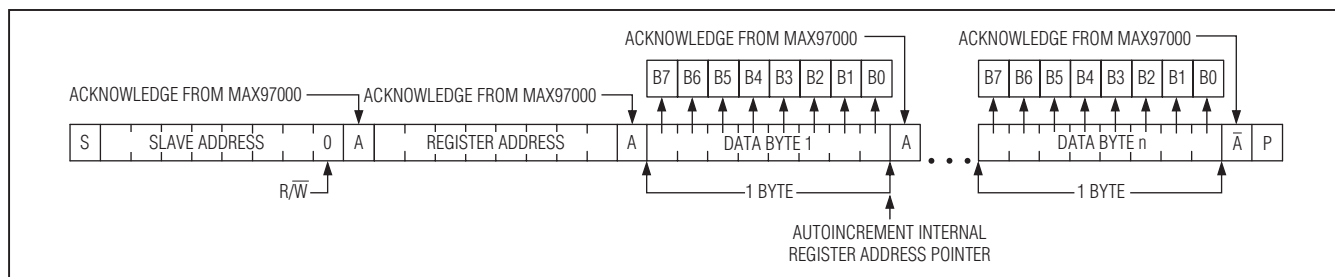 ACKNOWLEDGE FROM MAX97000 ACKNOWLEDGE FROM MAX97000
B7 B6 B5 B4 B3 B2 B1 B0 B7 B6 B5 B4 B3 B2 B1 B0
ACKNOWLEDGE FROM MAX97000 ACKNOWLEDGE FROM MAX97000
S SLAVE ADDRESS 0 A REGISTER ADDRESS A DATA BYTE 1 A DATA BYTE n A̅ P
R/W̅ 1 BYTE 1 BYTE
AUTOINCREMENT INTERNAL
REGISTER ADDRESS POINTER